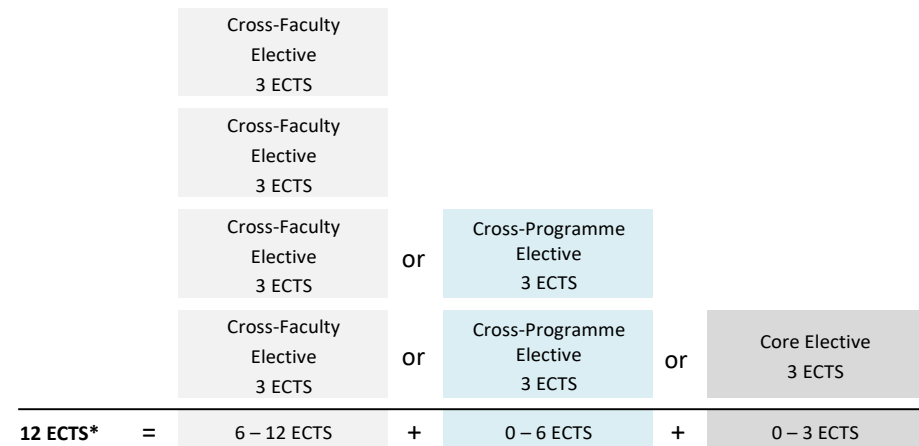 Cross-Faculty
Elective
3 ECTS
Cross-Faculty
Elective
3 ECTS
Cross-Faculty
Elective
3 ECTS
or
Cross-Programme
Elective
3 ECTS
Cross-Faculty
Elective
3 ECTS
or
Cross-Programme
Elective
3 ECTS
or
Core Elective
3 ECTS
12 ECTS* = 6 – 12 ECTS + 0 – 6 ECTS + 0 – 3 ECTS